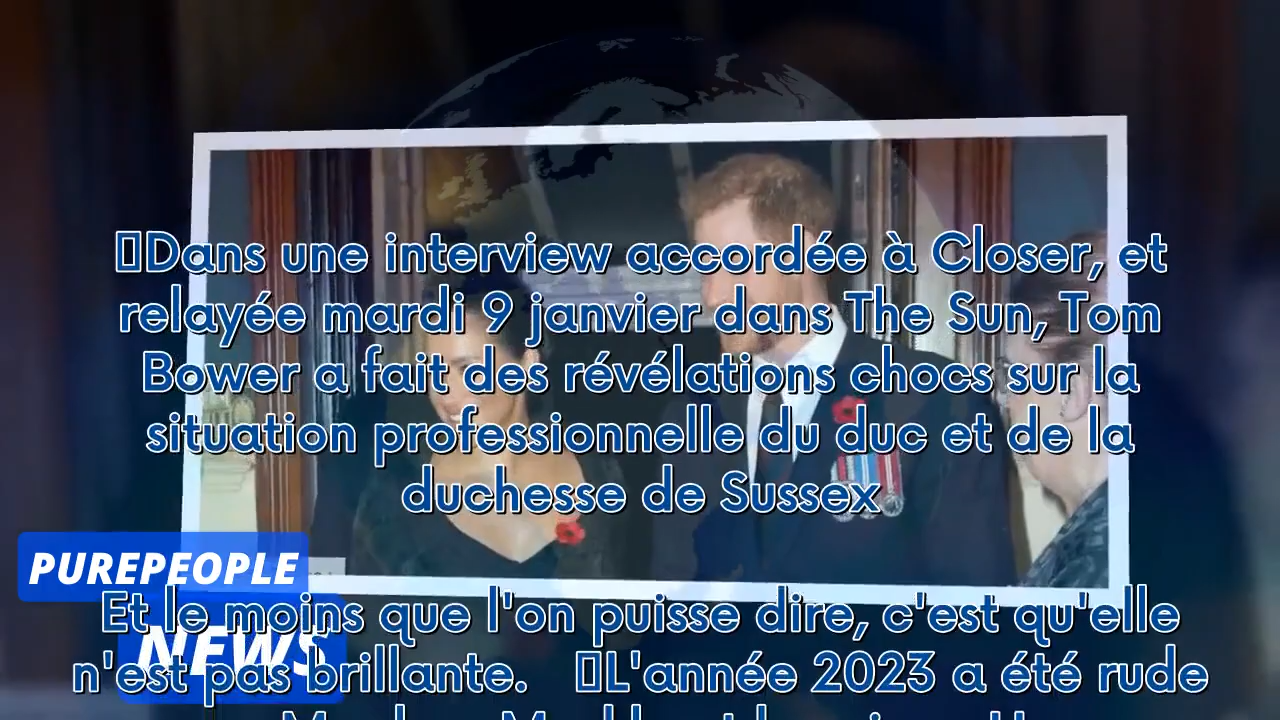 Dans une interview accordée à Closer, et
relayée mardi 9 janvier dans The Sun, Tom
Bower a fait des révélations chocs sur la
situation professionnelle du duc et de la
duchesse de Sussex
PUREPEOPLE
NEWS
Et le moins que l'on puisse dire, c'est qu'elle
n'est pas brillante. L'année 2023 a été rude